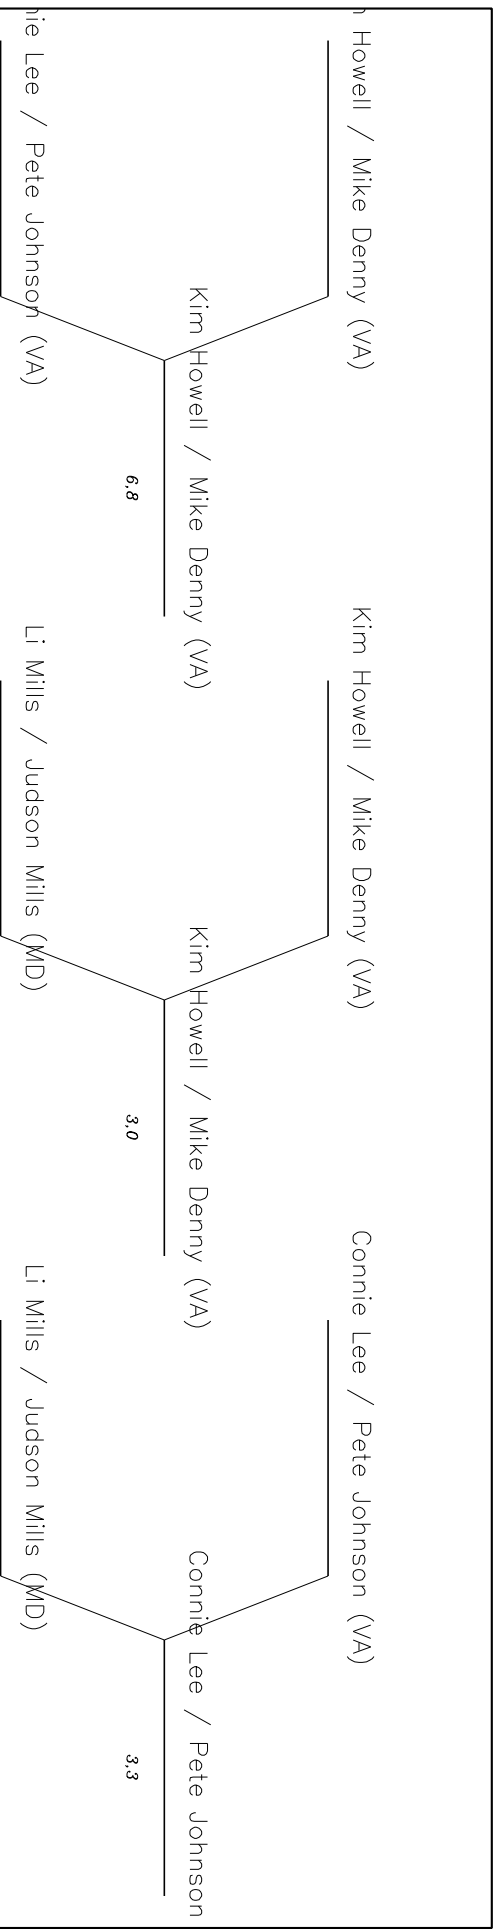 Howell / Mike Denny (VA)
Kim Howell / Mike Denny (VA)
6,8
nie Lee / Pete Johnson (VA)
Kim Howell / Mike Denny (VA)
Kim Howell / Mike Denny (VA)
3,0
Li Mills / Judson Mills (MD)
Connie Lee / Pete Johnson (VA)
Connie Lee / Pete Johnson
3,3
Li Mills / Judson Mills (MD)